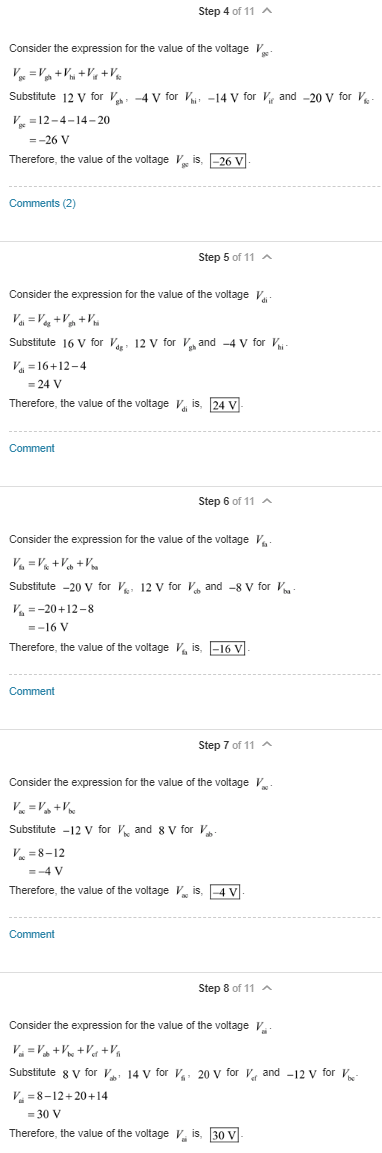 Step 4 of 11
Consider the expression for the value of the voltage V_gc.
V_gc = V_gh + V_hi + V_if + V_fc
Substitute 12 V for V_gh, −4 V for V_hi, −14 V for V_if and −20 V for V_fc.
V_gc = 12 − 4 − 14 − 20
= −26 V
Therefore, the value of the voltage V_gc is, −26 V.
Comments (2)
Step 5 of 11
Consider the expression for the value of the voltage V_di.
V_di = V_dg + V_gh + V_hi
Substitute 16 V for V_dg, 12 V for V_gh and −4 V for V_hi.
V_di = 16 + 12 − 4
= 24 V
Therefore, the value of the voltage V_di is, 24 V.
Comment
Step 6 of 11
Consider the expression for the value of the voltage V_fa.
V_fa = V_fc + V_cb + V_ba
Substitute −20 V for V_fc, 12 V for V_cb and −8 V for V_ba.
V_fa = −20 + 12 − 8
= −16 V
Therefore, the value of the voltage V_fa is, −16 V.
Comment
Step 7 of 11
Consider the expression for the value of the voltage V_ac.
V_ac = V_ab + V_bc
Substitute −12 V for V_bc and 8 V for V_ab.
V_ac = 8 − 12
= −4 V
Therefore, the value of the voltage V_ac is, −4 V.
Comment
Step 8 of 11
Consider the expression for the value of the voltage V_ai.
V_ai = V_ab + V_bc + V_cf + V_fi
Substitute 8 V for V_ab, 14 V for V_fi, 20 V for V_cf and −12 V for V_bc.
V_ai = 8 − 12 + 20 + 14
= 30 V
Therefore, the value of the voltage V_ai is, 30 V.